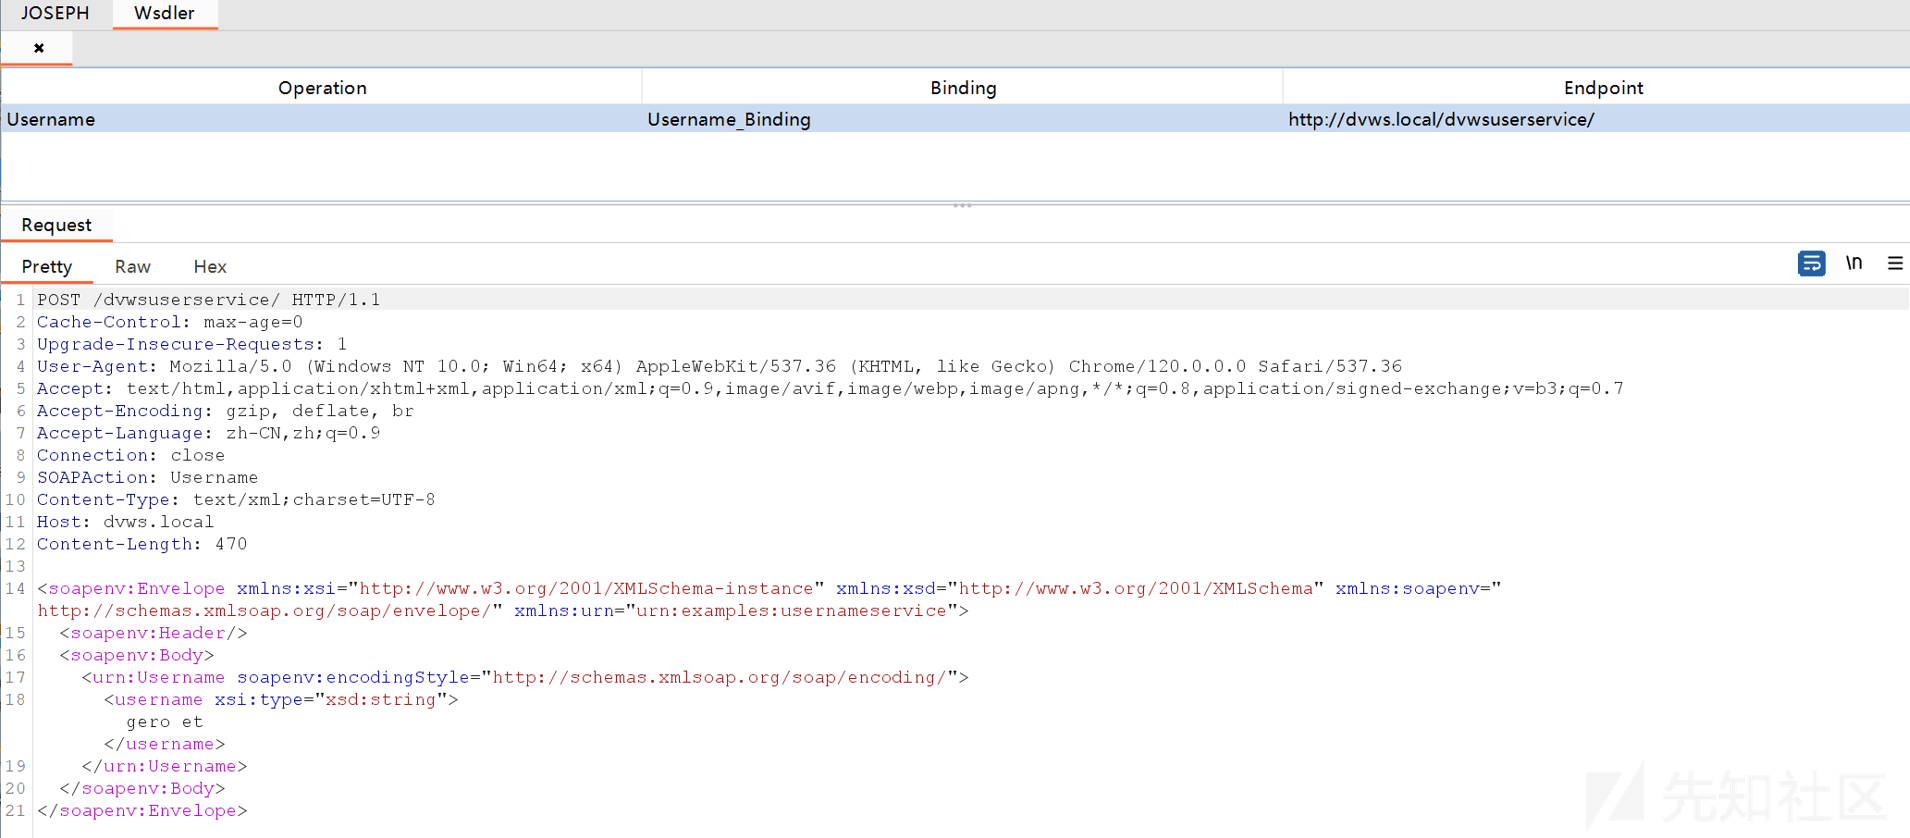 JOSEPH Wsdler
×
Operation Binding Endpoint
Username Username_Binding http://dvws.local/dvwsuserservice/
Request
Pretty Raw Hex \n
1 POST /dvwsuserservice/ HTTP/1.1
2 Cache-Control: max-age=0
3 Upgrade-Insecure-Requests: 1
4 User-Agent: Mozilla/5.0 (Windows NT 10.0; Win64; x64) AppleWebKit/537.36 (KHTML, like Gecko) Chrome/120.0.0.0 Safari/537.36
5 Accept: text/html,application/xhtml+xml,application/xml;q=0.9,image/avif,image/webp,image/apng,*/*;q=0.8,application/signed-exchange;v=b3;q=0.7
6 Accept-Encoding: gzip, deflate, br
7 Accept-Language: zh-CN,zh;q=0.9
8 Connection: close
9 SOAPAction: Username
10 Content-Type: text/xml;charset=UTF-8
11 Host: dvws.local
12 Content-Length: 470
13
14 <soapenv:Envelope xmlns:xsi="http://www.w3.org/2001/XMLSchema-instance" xmlns:xsd="http://www.w3.org/2001/XMLSchema" xmlns:soapenv="
http://schemas.xmlsoap.org/soap/envelope/" xmlns:urn="urn:examples:usernameservice">
15 <soapenv:Header/>
16 <soapenv:Body>
17 <urn:Username soapenv:encodingStyle="http://schemas.xmlsoap.org/soap/encoding/">
18 <username xsi:type="xsd:string">
gero et
</username>
19 </urn:Username>
20 </soapenv:Body>
21 </soapenv:Envelope>
先知社区